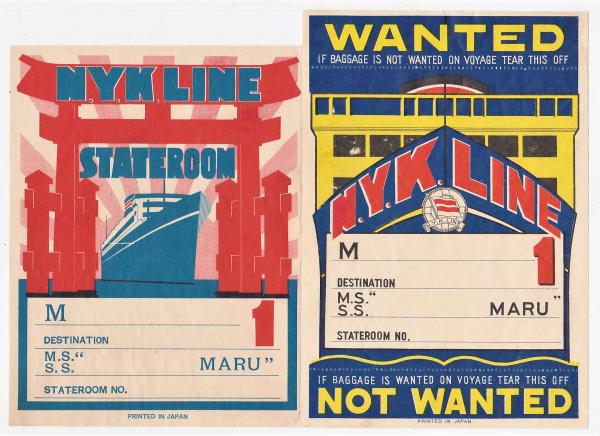 N.Y.K. LINE
STATEROOM
M
1
DESTINATION
M.S."
S.S.
MARU"
STATEROOM NO.
PRINTED IN JAPAN
WANTED
IF BAGGAGE IS NOT WANTED ON VOYAGE TEAR THIS OFF
N.Y.K. LINE
M
1
DESTINATION
M.S."
S.S.
MARU"
STATEROOM NO.
IF BAGGAGE IS WANTED ON VOYAGE TEAR THIS OFF
NOT WANTED
PRINTED IN JAPAN